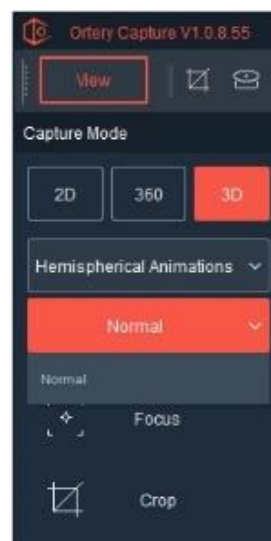 Ortery Capture V1.0.8.55
View
Capture Mode
2D 360 3D
Hemispherical Animations
Normal
Normal
Focus
Crop